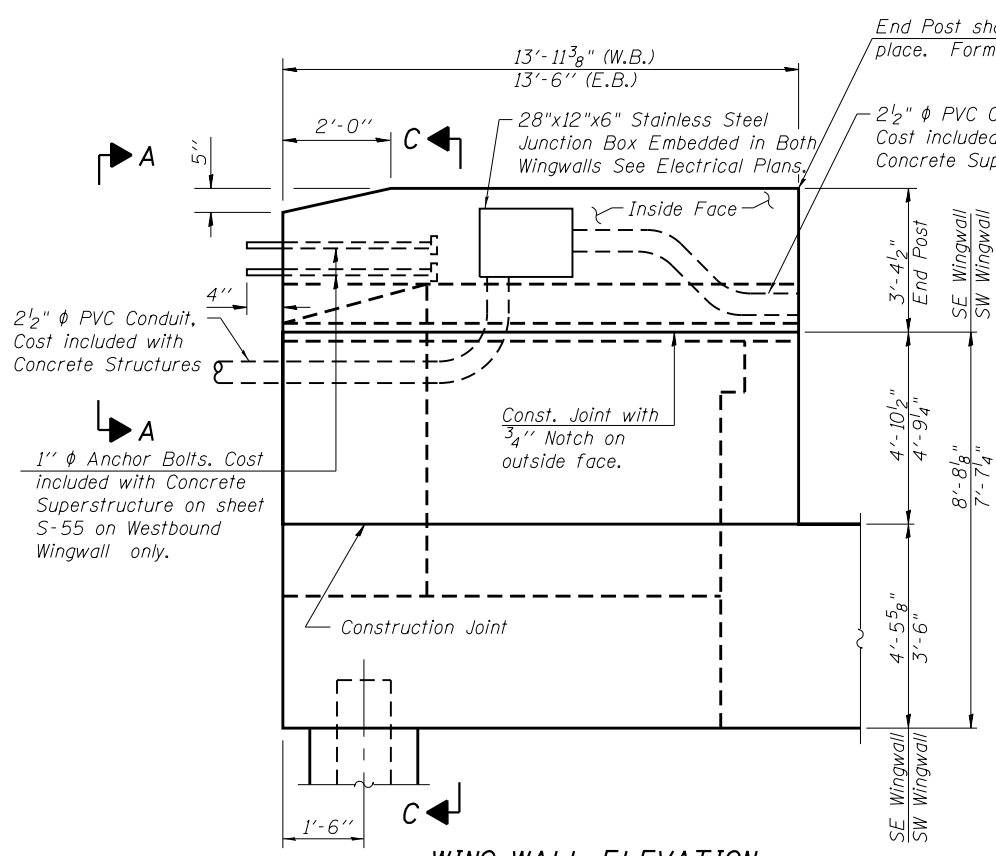 End Post
place. Form
13'-11 3/8" (W.B.)
13'-6" (E.B.)
2'-0"
C
28"x12"x6" Stainless Steel
Junction Box Embedded in Both
Wingwalls See Electrical Plans.
2 1/2" ϕ PVC
Cost included
Concrete
A
5"
Inside Face
3'-4 1/2"
End Post
SE Wingwall
SW Wingwall
4"
2 1/2" ϕ PVC Conduit,
Cost included with
Concrete Structures
A
Const. Joint with
3/4" Notch on
outside face.
4'-10 1/2"
4'-9 1/4"
8'-8 1/8"
7'-7 1/4"
1" ϕ Anchor Bolts. Cost
included with Concrete
Superstructure on sheet
S-55 on Westbound
Wingwall only.
Construction Joint
4'-5 5/8"
3'-6"
SE Wingwall
SW Wingwall
C
1'-6"
WING WALL ELEVATION